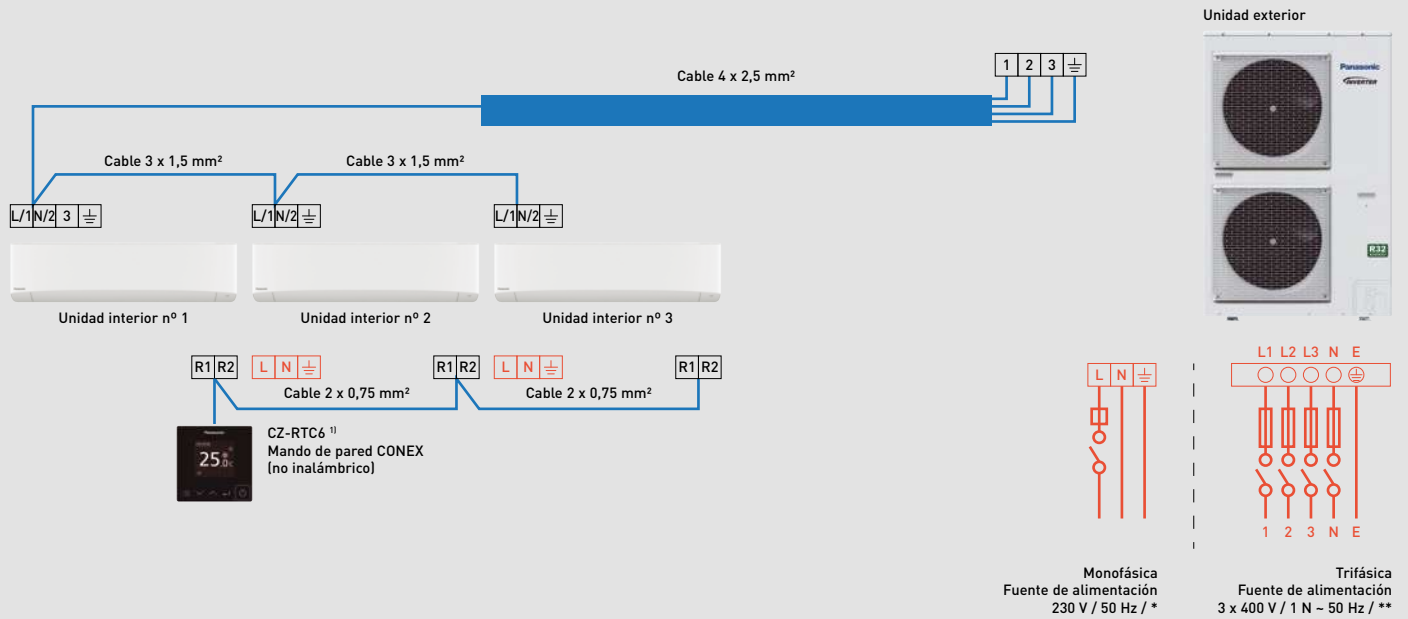 Unidad exterior
Panasonic
INVERTER
R32
1 2 3
Cable 4 x 2,5 mm²
Cable 3 x 1,5 mm²
Cable 3 x 1,5 mm²
L/1 N/2 3
L/1 N/2
L/1 N/2
Unidad interior nº 1
Unidad interior nº 2
Unidad interior nº 3
R1 R2
L N
R1 R2
L N
R1 R2
Cable 2 x 0,75 mm²
Cable 2 x 0,75 mm²
Panasonic
25.0c
CZ-RTC6 ¹⁾
Mando de pared CONEX
(no inalámbrico)
L N
L1 L2 L3 N E
1 2 3 N E
Monofásica
Fuente de alimentación
230 V / 50 Hz / *
Trifásica
Fuente de alimentación
3 x 400 V / 1 N ~ 50 Hz / **